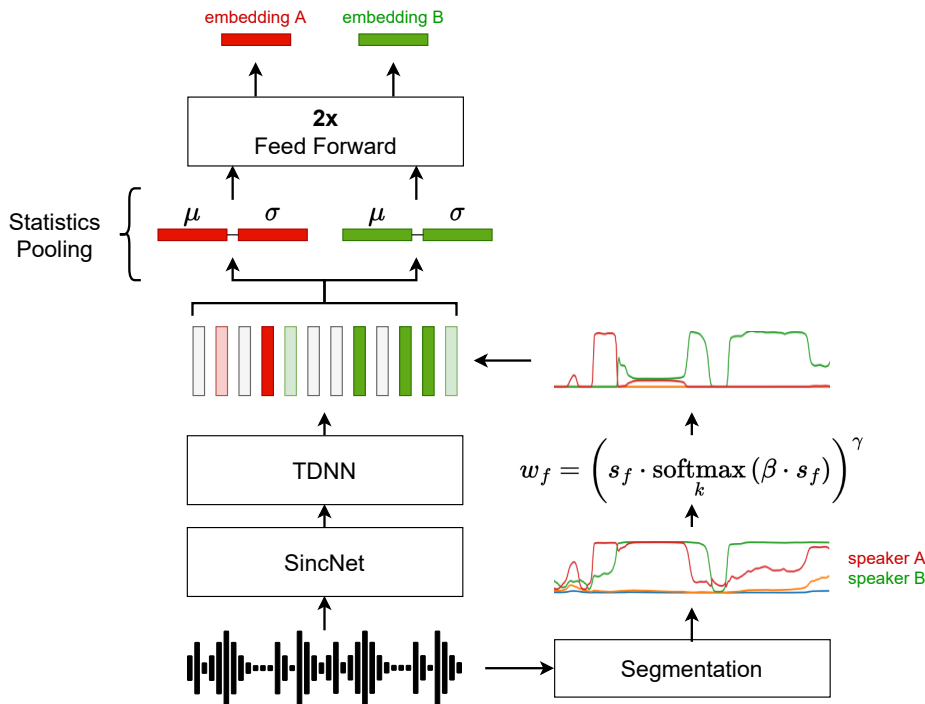 embedding A
embedding B
2x
Feed Forward
Statistics
Pooling
μ
σ
μ
σ
TDNN
w_f = (s_f · softmax_k (β · s_f))^γ
SincNet
speaker A
speaker B
Segmentation